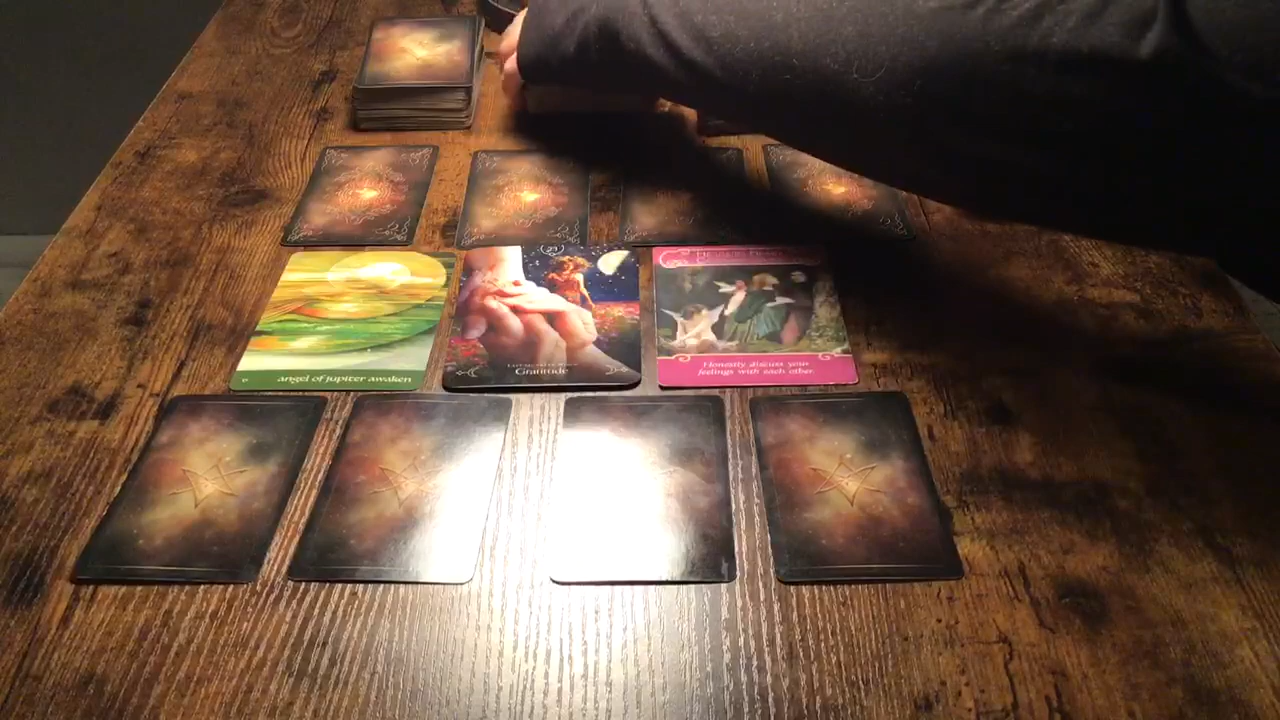 angel of jupiter awaken
Gratitude
Honestly discuss your
feelings with each other.